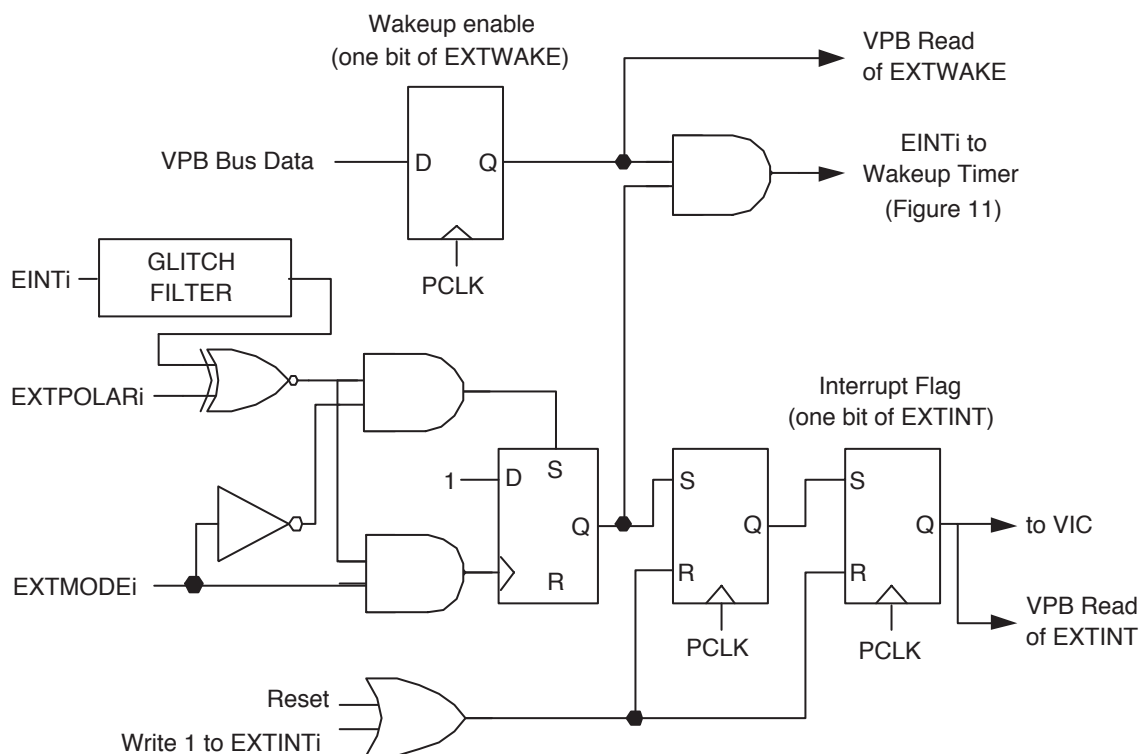 Wakeup enable
(one bit of EXTWAKE)
VPB Read
of EXTWAKE
VPB Bus Data
D
Q
EINTi to
Wakeup Timer
(Figure 11)
PCLK
EINTi
GLITCH
FILTER
EXTPOLARi
Interrupt Flag
(one bit of EXTINT)
1
D
S
Q
R
S
Q
R
PCLK
S
Q
R
PCLK
to VIC
VPB Read
of EXTINT
EXTMODEi
Reset
Write 1 to EXTINTi